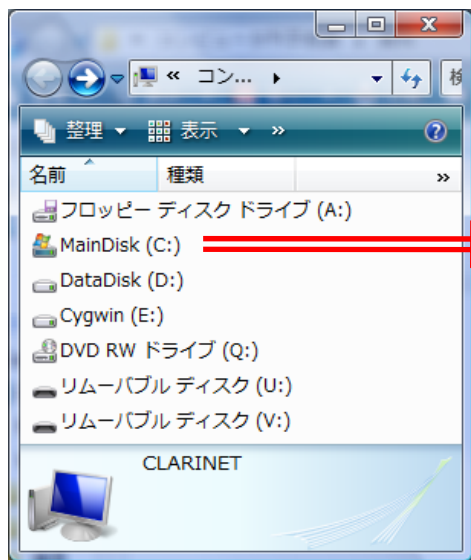 « コン...
検
整理 表示 »
名前 種類 »
フロッピー ディスク ドライブ (A:)
MainDisk (C:)
DataDisk (D:)
Cygwin (E:)
DVD RW ドライブ (Q:)
リムーバブル ディスク (U:)
リムーバブル ディスク (V:)
CLARINET